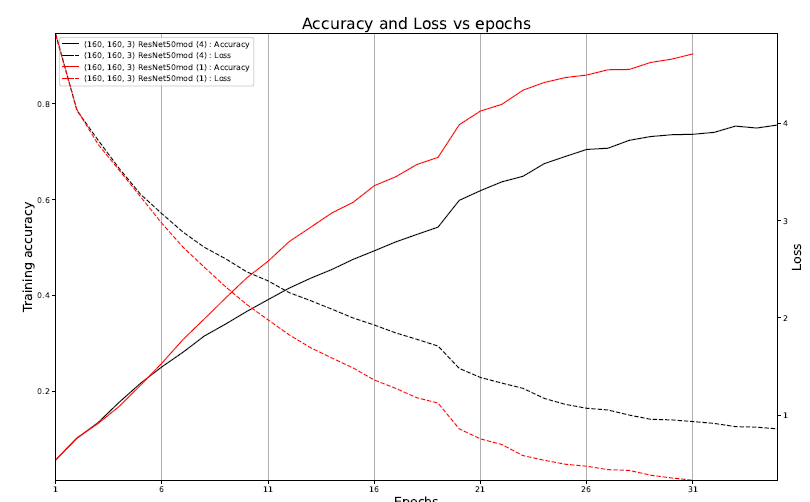 Accuracy and Loss vs epochs
(160, 160, 3) ResNet50mod (4) : Accuracy
(160, 160, 3) ResNet50mod (4) : Loss
(160, 160, 3) ResNet50mod (1) : Accuracy
(160, 160, 3) ResNet50mod (1) : Loss
Training accuracy
0.8
0.6
0.4
0.2
Loss
4
3
2
1
1 6 11 16 21 26 31
Epochs